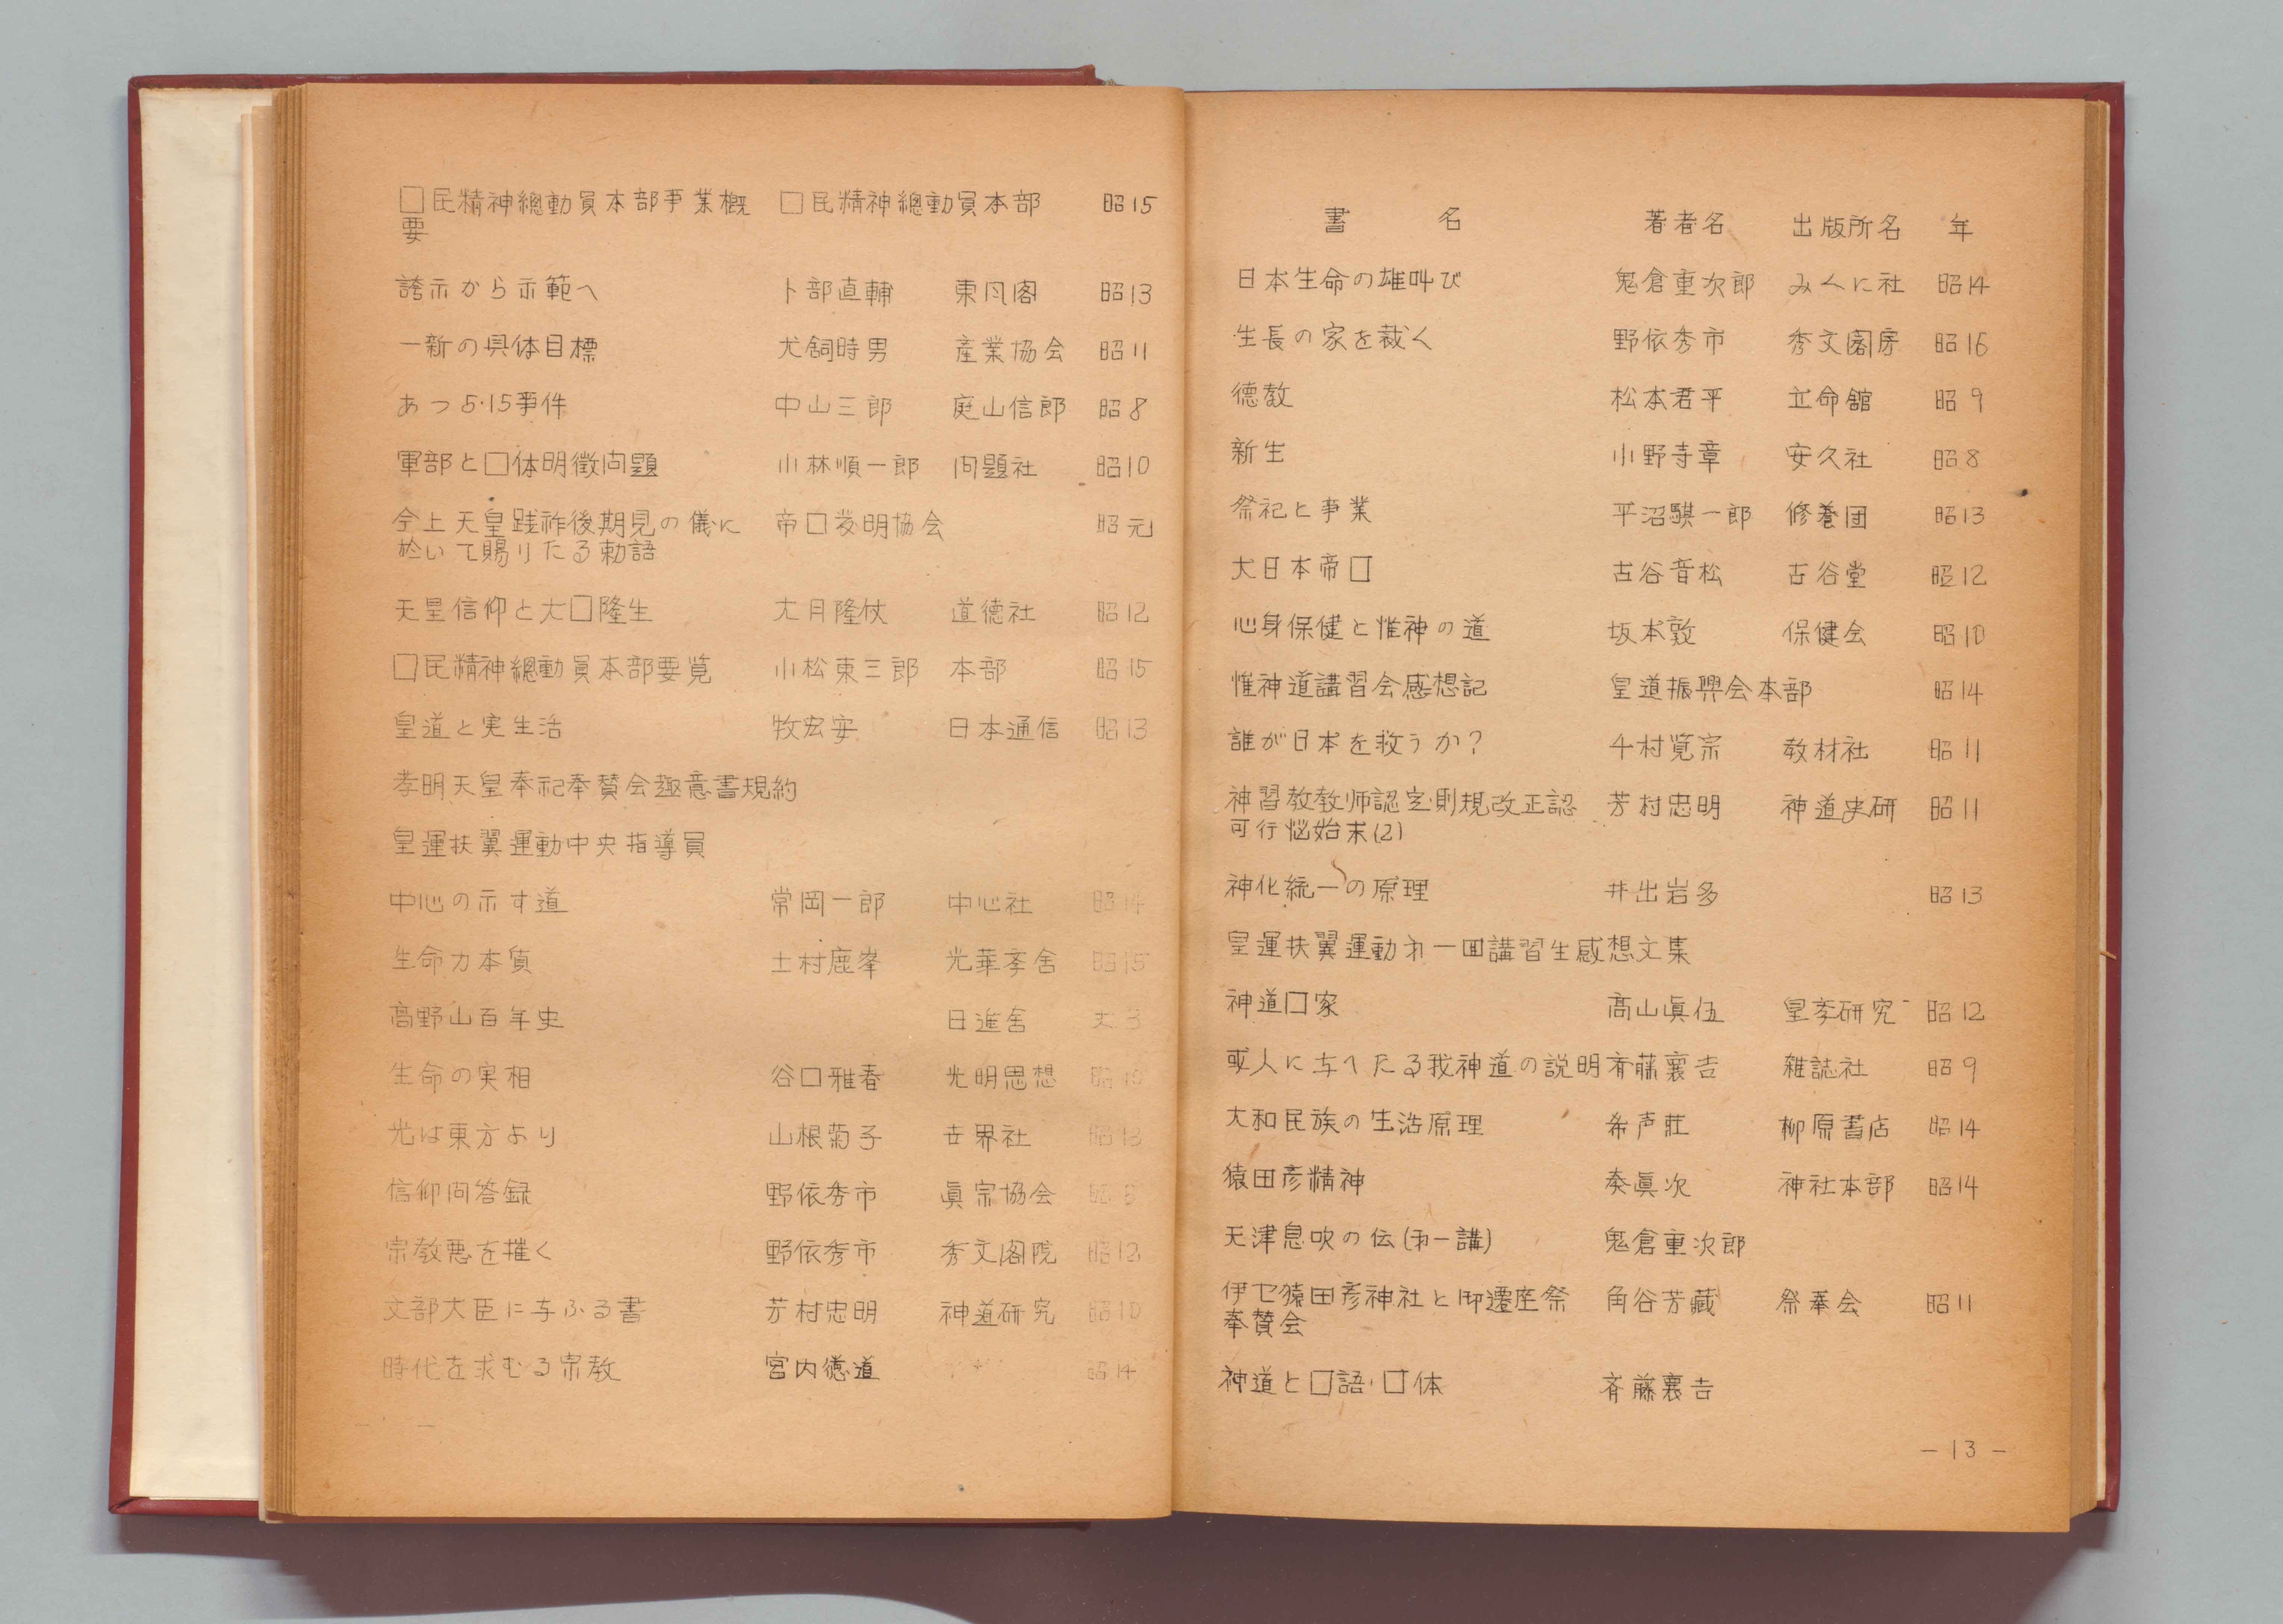 □民精神總動員本部事業概 □民精神總動員本部 昭15
要
誇示から示範へ 卜部直輔 東風閣 昭13
一新の具体目標 犬飼時男 産業協会 昭11
あつ5·15事件 中山三郎 庭山信郎 昭8
軍部と□体明徴問題 小林順一郎 問題社 昭10
今上天皇践祚後期見の儀に 帝□発明協会 昭元
於いて賜りたる勅語
天皇信仰と大□隆生 大月隆仗 道徳社 昭12
□民精神總動員本部要覧 小松東三郎 本部 昭15
皇道と実生活 牧宏安 日本通信 昭13
孝明天皇奉祀奉賛会趣意書規約
皇運扶翼運動中央指導員
中心の示す道 常岡一郎 中心社 昭14
生命力本質 土村鹿峯 光華孝舎 昭15
高野山百年史 日進舎 大3
生命の実相 谷口雅春 光明思想 昭10
光は東方より 山根菊子 世界社 昭13
信仰問答録 野依秀市 眞宗協会 昭
宗教悪を摧く 野依秀市 秀文閣院 昭12
文部大臣に与ふる書 芳村忠明 神道研究 昭10
時代を求むる宗教 宮内徳道 昭14
書 名 著者名 出版所名 年
日本生命の雄叫び 鬼倉重次郎 みくに社 昭14
生長の家を裁く 野依秀市 秀文閣房 昭16
德教 松本君平 立命舘 昭9
新生 小野寺章 安久社 昭8
祭祀と事業 平沼騏一郎 修養団 昭13
大日本帝□ 古谷音松 古谷堂 昭12
心身保健と惟神の道 坂本敦 保健会 昭10
惟神道講習会感想記 皇道振興会本部 昭14
誰が日本を救うか? 千村覚宗 教材社 昭11
神習教教师認定則規改正認 芳村忠明 神道史研 昭11
可行悩始末(2)
神化統一の原理 井出岩多 昭13
皇運扶翼運動才一回講習生感想文集
神道□家 高山眞伍 皇孝研究 昭12
或人に与へたる我神道の説明 斉藤襄吉 雑誌社 昭9
大和民族の生活原理 希声荘 柳原書店 昭14
猿田彦精神 秦眞次 神社本部 昭14
天津息吹の伝(才一講) 鬼倉重次郎
伊セ猿田彦神社と御遷座祭 角谷芳藏 祭奉会 昭11
奉賛会
神道と□語·□体 斉藤襄吉
-13-